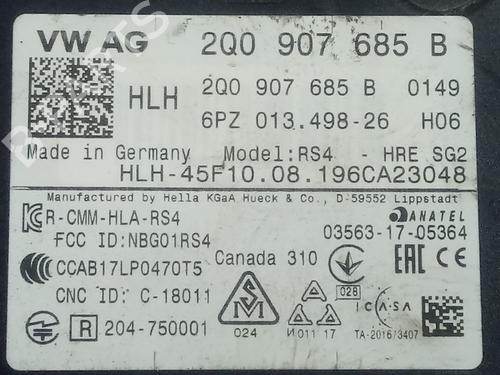 VW AG 2Q0 907 685 B
HLH 2Q0 907 685 B 0149
6PZ 013.498-26 H06
Made in Germany Model:RS4 - HRE SG2
HLH-45F10.08.196CA23048
Manufactured by Hella KGaA Hueck & Co., D-59552 Lippstadt
R-CMM-HLA-RS4 ANATEL
FCC ID:NBG01RS4 03563-17-05364
CCAB17LP0470T5 Canada 310 EAC CE
CNC ID: C-18011 028
R 204-750001 024 И011 17 ICASA
TA-2016/3407